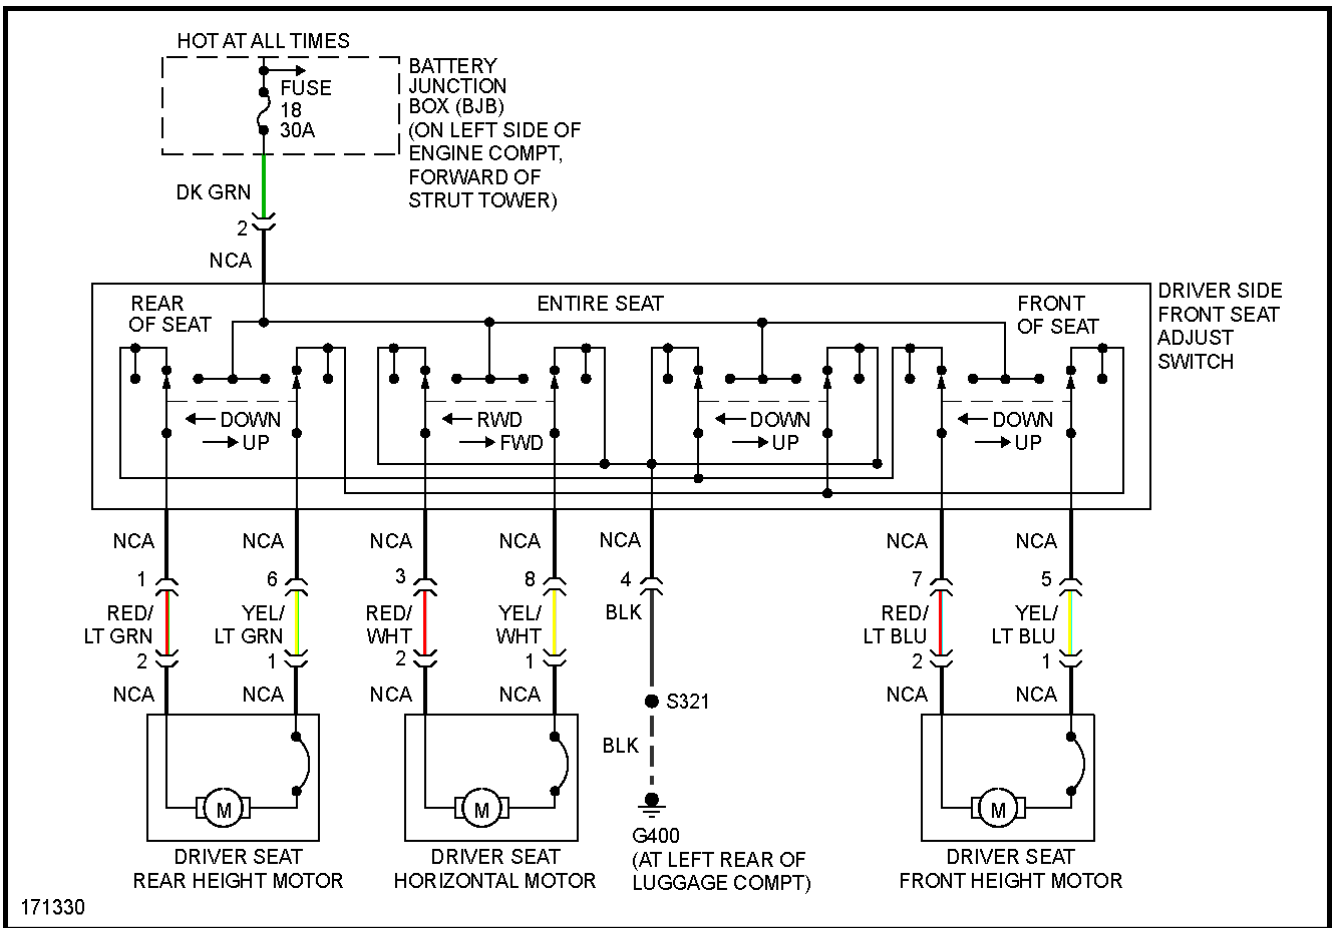 HOT AT ALL TIMES
FUSE
18
30A
BATTERY
JUNCTION
BOX (BJB)
(ON LEFT SIDE OF
ENGINE COMPT,
FORWARD OF
STRUT TOWER)
DK GRN
2
NCA
REAR
OF SEAT
ENTIRE SEAT
FRONT
OF SEAT
DRIVER SIDE
FRONT SEAT
ADJUST
SWITCH
DOWN
UP
RWD
FWD
DOWN
UP
DOWN
UP
NCA NCA NCA NCA NCA NCA NCA
1 6 3 8 4 7 5
RED/
LT GRN
YEL/
LT GRN
RED/
WHT
YEL/
WHT
BLK
RED/
LT BLU
YEL/
LT BLU
2 1 2 1 2 1
NCA NCA NCA NCA NCA NCA
S321
BLK
M M M
G400
(AT LEFT REAR OF
LUGGAGE COMPT)
DRIVER SEAT
REAR HEIGHT MOTOR
DRIVER SEAT
HORIZONTAL MOTOR
DRIVER SEAT
FRONT HEIGHT MOTOR
171330